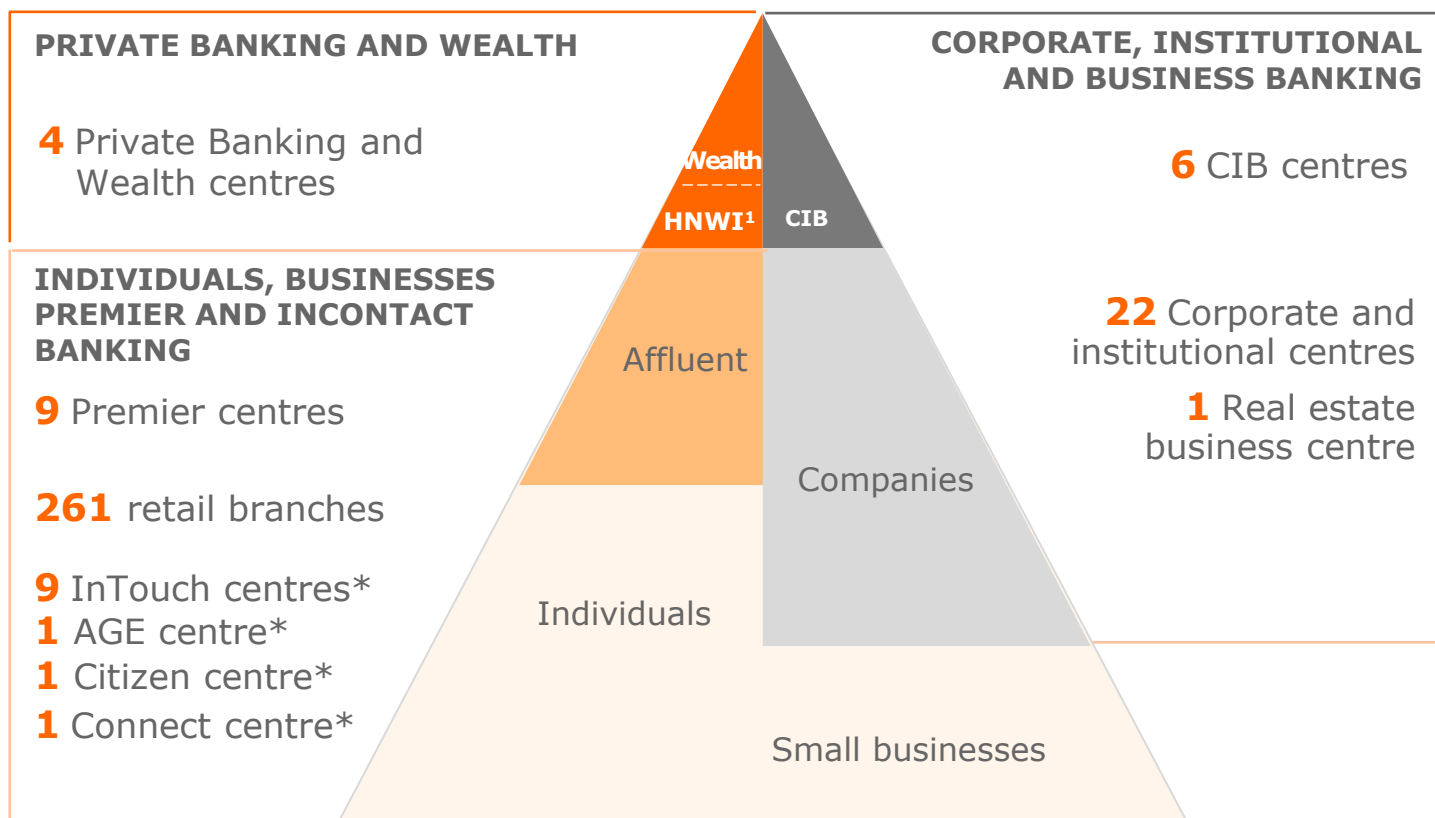 PRIVATE BANKING AND WEALTH
4 Private Banking and
Wealth centres
INDIVIDUALS, BUSINESSES
PREMIER AND INCONTACT
BANKING
9 Premier centres
261 retail branches
9 InTouch centres*
1 AGE centre*
1 Citizen centre*
1 Connect centre*
Wealth
HNWI¹
CIB
Affluent
Companies
Individuals
Small businesses
CORPORATE, INSTITUTIONAL
AND BUSINESS BANKING
6 CIB centres
22 Corporate and
institutional centres
1 Real estate
business centre